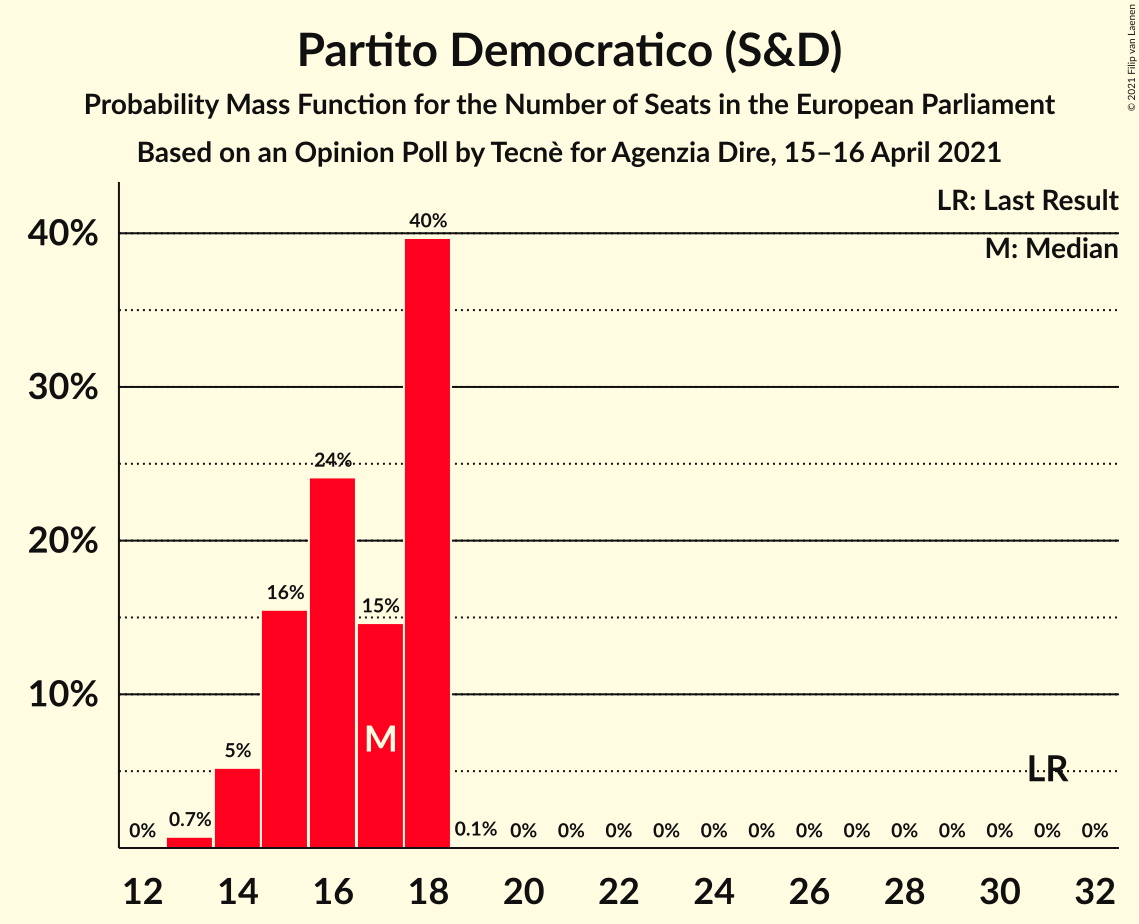 Partito Democratico (S&D)
Probability Mass Function for the Number of Seats in the European Parliament
Based on an Opinion Poll by Tecnè for Agenzia Dire, 15–16 April 2021
© 2021 Filip van Laenen
LR: Last Result
M: Median
40%
30%
20%
10%
0% 0.7% 5% 16% 24% 15% 40% 0.1% 0% 0% 0% 0% 0% 0% 0% 0% 0% 0% 0% 0% 0%
M
LR
12 14 16 18 20 22 24 26 28 30 32